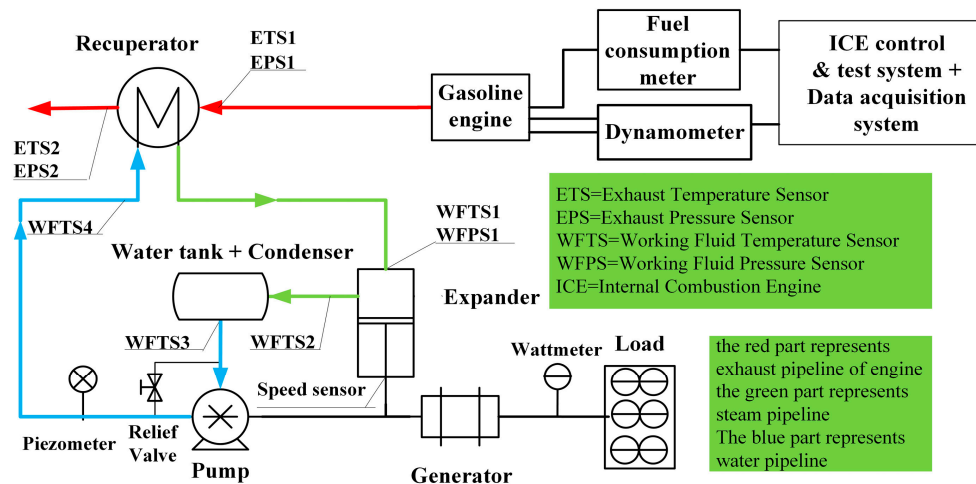 Recuperator
ETS1
EPS1
Fuel
consumption
meter
ICE control
& test system +
Data acquisition
system
Gasoline
engine
Dynamometer
ETS2
EPS2
WFTS4
WFTS1
WFPS1
ETS=Exhaust Temperature Sensor
EPS=Exhaust Pressure Sensor
WFTS=Working Fluid Temperature Sensor
WFPS=Working Fluid Pressure Sensor
ICE=Internal Combustion Engine
Water tank + Condenser
Expander
WFTS3
WFTS2
Wattmeter
Load
Speed sensor
the red part represents
exhaust pipeline of engine
the green part represents
steam pipeline
The blue part represents
water pipeline
Piezometer
Relief
Valve
Pump
Generator